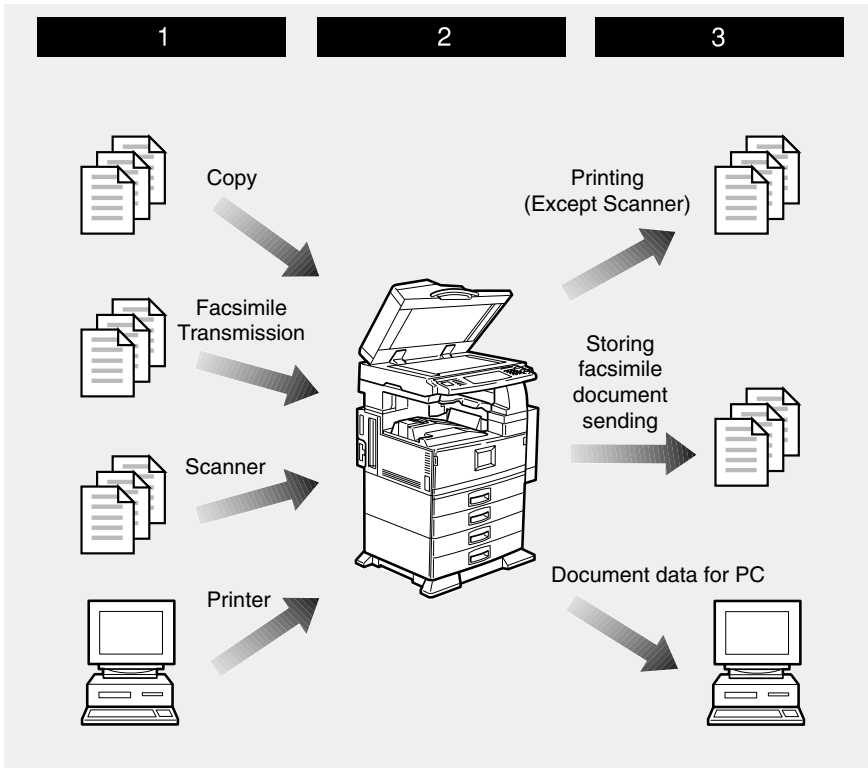 1
2
3
Copy
Printing
(Except Scanner)
Facsimile
Transmission
Storing
facsimile
document
sending
Scanner
Document data for PC
Printer